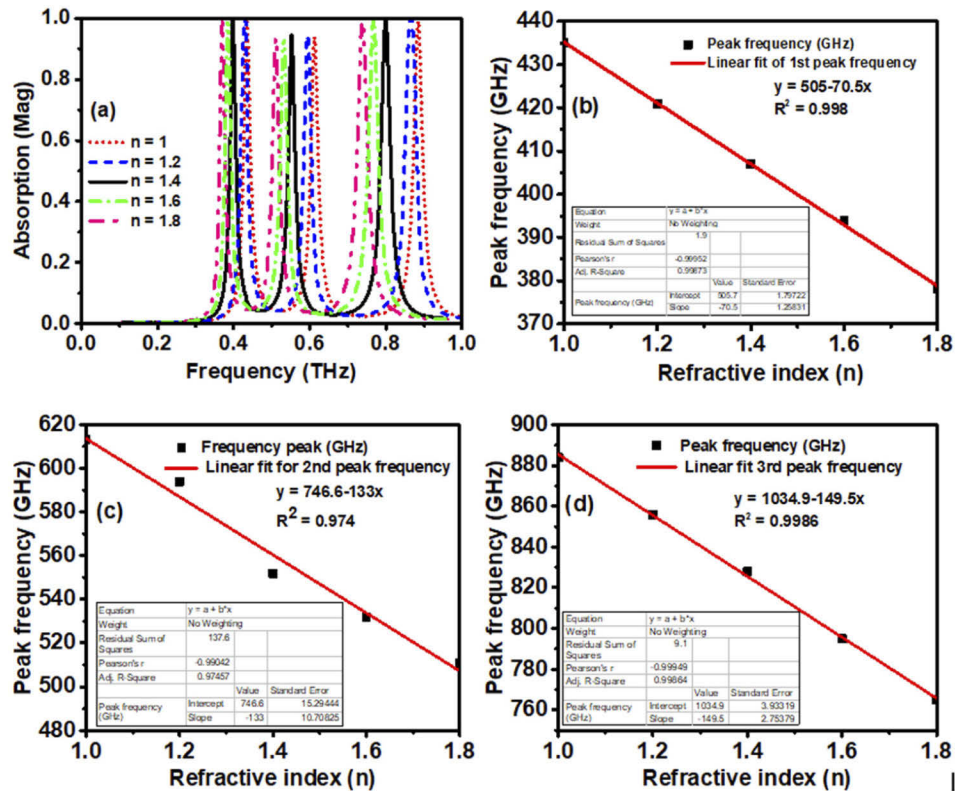 1.0
0.8
0.6
0.4
0.2
0.0
Absorption (Mag)
(a)
n = 1
n = 1.2
n = 1.4
n = 1.6
n = 1.8
0.0 0.2 0.4 0.6 0.8 1.0
Frequency (THz)
440
430
420
410
400
390
380
370
Peak frequency (GHz)
(b)
Peak frequency (GHz)
Linear fit of 1st peak frequency
y = 505-70.5x
R² = 0.998
Equation y = a + b*x
Weight No Weighting
Residual Sum of Squares 1.9
Pearson's r -0.99952
Adj. R-Square 0.99873
Value Standard Error
Peak frequency (GHz) Intercept 505.7 1.79722
Slope -70.5 1.25831
1.0 1.2 1.4 1.6 1.8
Refractive index (n)
620
600
580
560
540
520
510
500
480
Peak frequency (GHz)
(c)
Frequency peak (GHz)
Linear fit for 2nd peak frequency
y = 746.6-133x
R² = 0.974
Equation y = a + b*x
Weight No Weighting
Residual Sum of Squares 137.6
Pearson's r -0.99042
Adj. R-Square 0.97457
Value Standard Error
Peak frequency (GHz) Intercept 746.6 15.29444
Slope -133 10.70825
1.0 1.2 1.4 1.6 1.8
Refractive index (n)
900
880
860
840
820
800
780
760
Peak frequency (GHz)
(d)
Peak frequency (GHz)
Linear fit 3rd peak frequency
y = 1034.9-149.5x
R² = 0.9986
Equation y = a + b*x
Weight No Weighting
Residual Sum of Squares 9.1
Pearson's r -0.99949
Adj. R-Square 0.99864
Value Standard Error
Peak frequency (GHz) Intercept 1034.9 3.93319
Slope -149.5 2.75379
1.0 1.2 1.4 1.6 1.8
Refractive index (n)